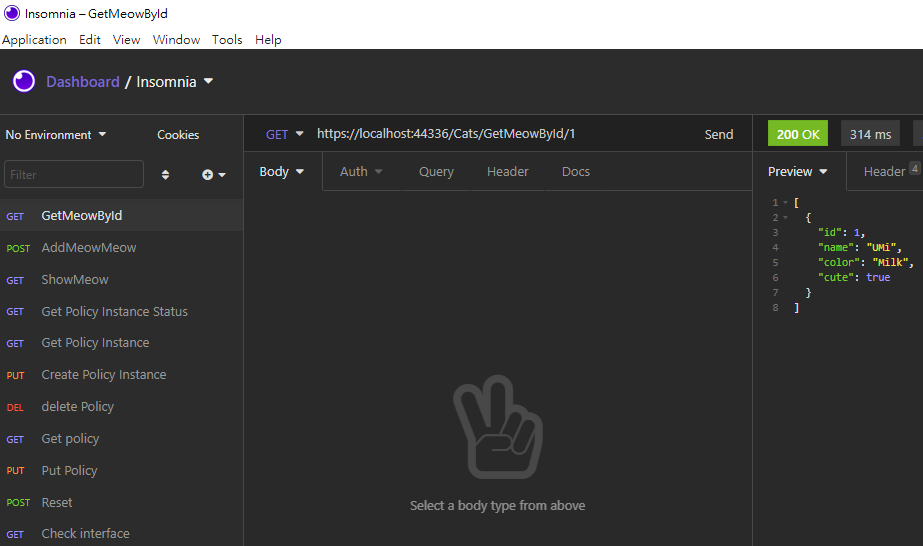 Insomnia – GetMeowById
Application Edit View Window Tools Help
Dashboard / Insomnia
No Environment Cookies
Filter
GET GetMeowById
POST AddMeowMeow
GET ShowMeow
GET Get Policy Instance Status
GET Get Policy Instance
PUT Create Policy Instance
DEL delete Policy
GET Get policy
PUT Put Policy
POST Reset
GET Check interface
GET https://localhost:44336/Cats/GetMeowById/1 Send
Body Auth Query Header Docs
Select a body type from above
200 OK 314 ms
Preview Header 4
1 [
2 {
3 "id": 1,
4 "name": "UMi",
5 "color": "Milk",
6 "cute": true
7 }
8 ]